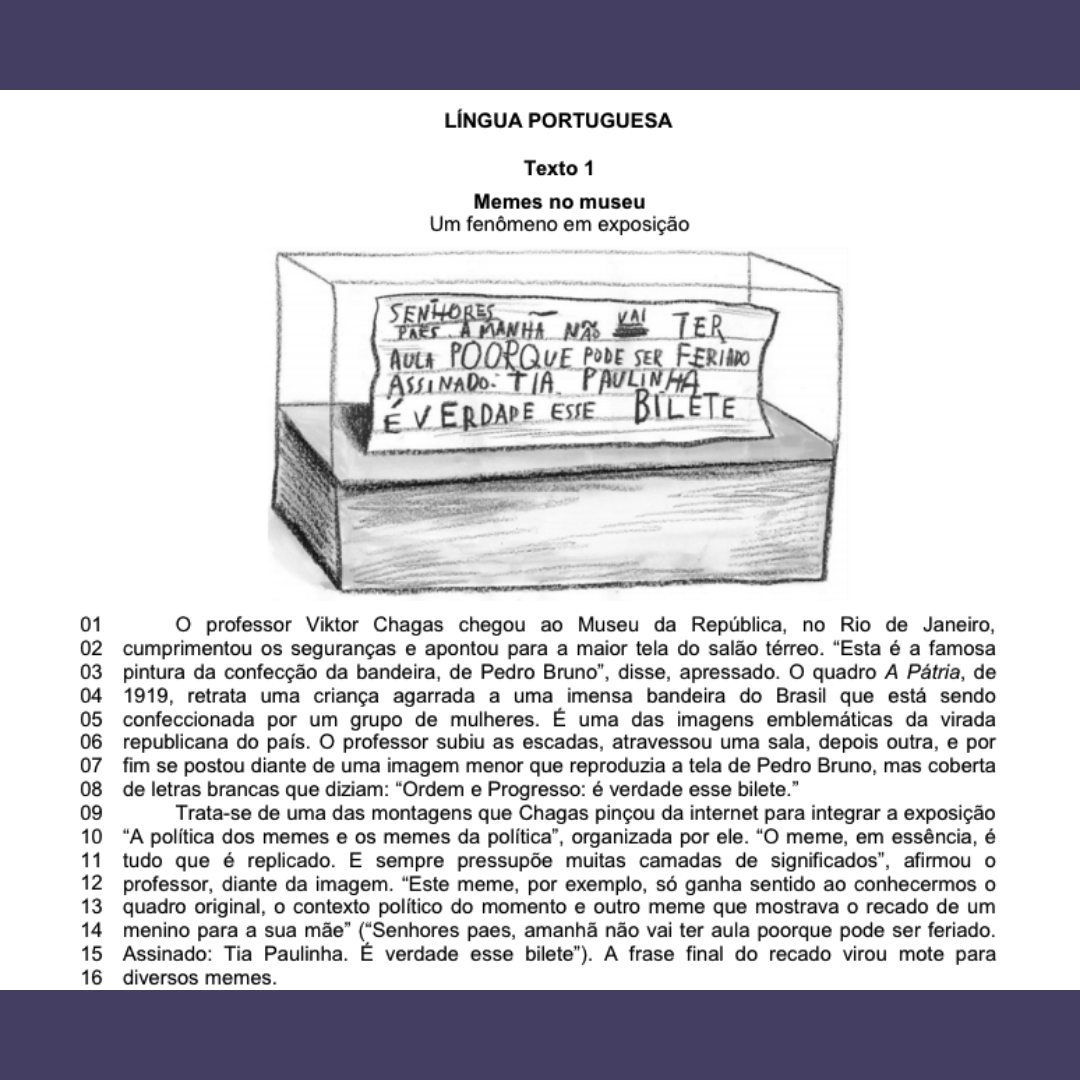 LÍNGUA PORTUGUESA
Texto 1
Memes no museu
Um fenômeno em exposição
SENHORES
PAES. A MANHÃ NÃO VAI TER
AULA POORQUE PODE SER FERIADO
ASSINADO: TIA PAULINHA
É VERDADE ESSE BILETE
01 O professor Viktor Chagas chegou ao Museu da República, no Rio de Janeiro,
02 cumprimentou os seguranças e apontou para a maior tela do salão térreo. “Esta é a famosa
03 pintura da confecção da bandeira, de Pedro Bruno”, disse, apressado. O quadro A Pátria, de
04 1919, retrata uma criança agarrada a uma imensa bandeira do Brasil que está sendo
05 confeccionada por um grupo de mulheres. É uma das imagens emblemáticas da virada
06 republicana do país. O professor subiu as escadas, atravessou uma sala, depois outra, e por
07 fim se postou diante de uma imagem menor que reproduzia a tela de Pedro Bruno, mas coberta
08 de letras brancas que diziam: “Ordem e Progresso: é verdade esse bilete.”
09 Trata-se de uma das montagens que Chagas pinçou da internet para integrar a exposição
10 “A política dos memes e os memes da política”, organizada por ele. “O meme, em essência, é
11 tudo que é replicado. E sempre pressupõe muitas camadas de significados”, afirmou o
12 professor, diante da imagem. “Este meme, por exemplo, só ganha sentido ao conhecermos o
13 quadro original, o contexto político do momento e outro meme que mostrava o recado de um
14 menino para a sua mãe” (“Senhores paes, amanhã não vai ter aula poorque pode ser feriado.
15 Assinado: Tia Paulinha. É verdade esse bilete”). A frase final do recado virou mote para
16 diversos memes.